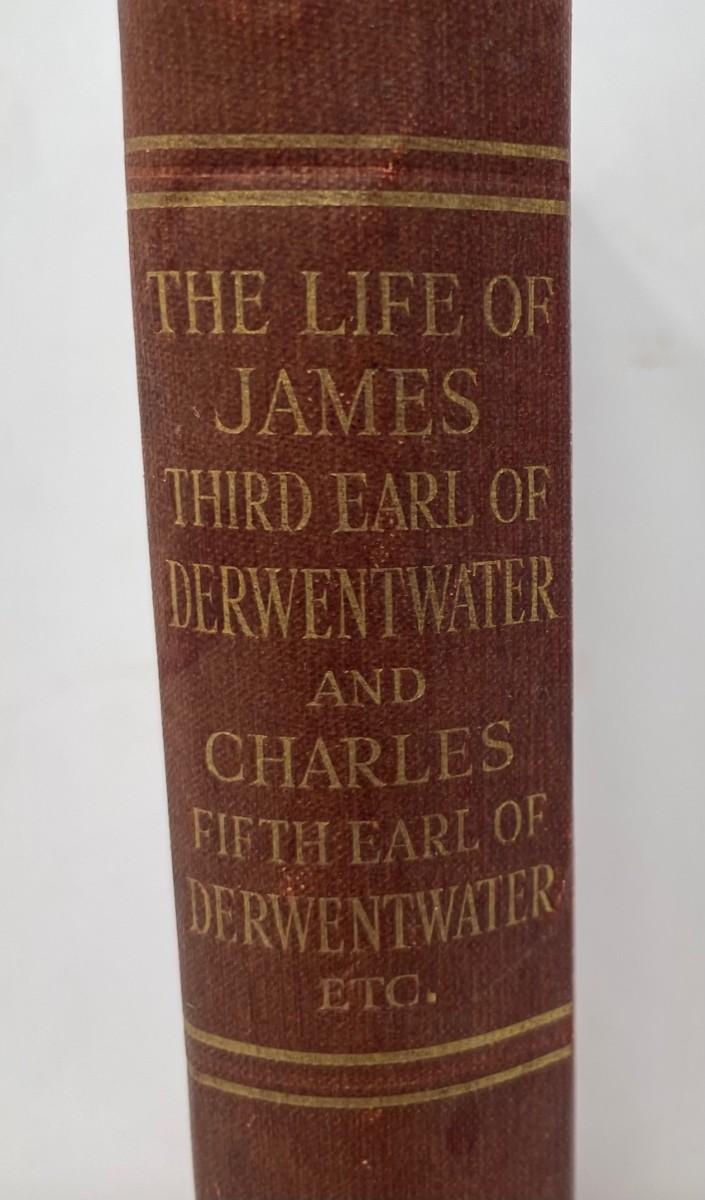 THE LIFE OF
JAMES
THIRD EARL OF
DERWENTWATER
AND
CHARLES
FIFTH EARL OF
DERWENTWATER
ETC.